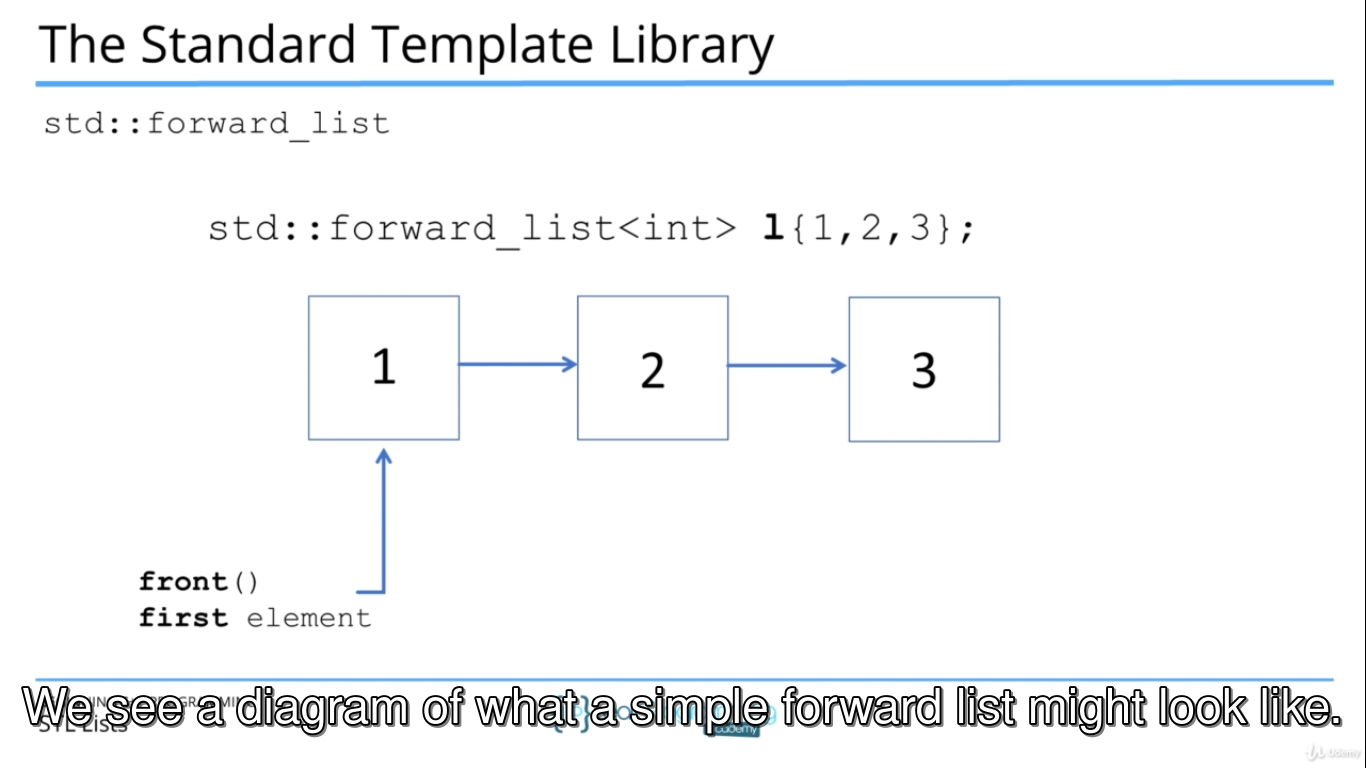 The Standard Template Library
std::forward_list
std::forward_list<int> l{1,2,3};
1
2
3
front()
first element
We see a diagram of what a simple forward list might look like.
STL Lists
Udemy